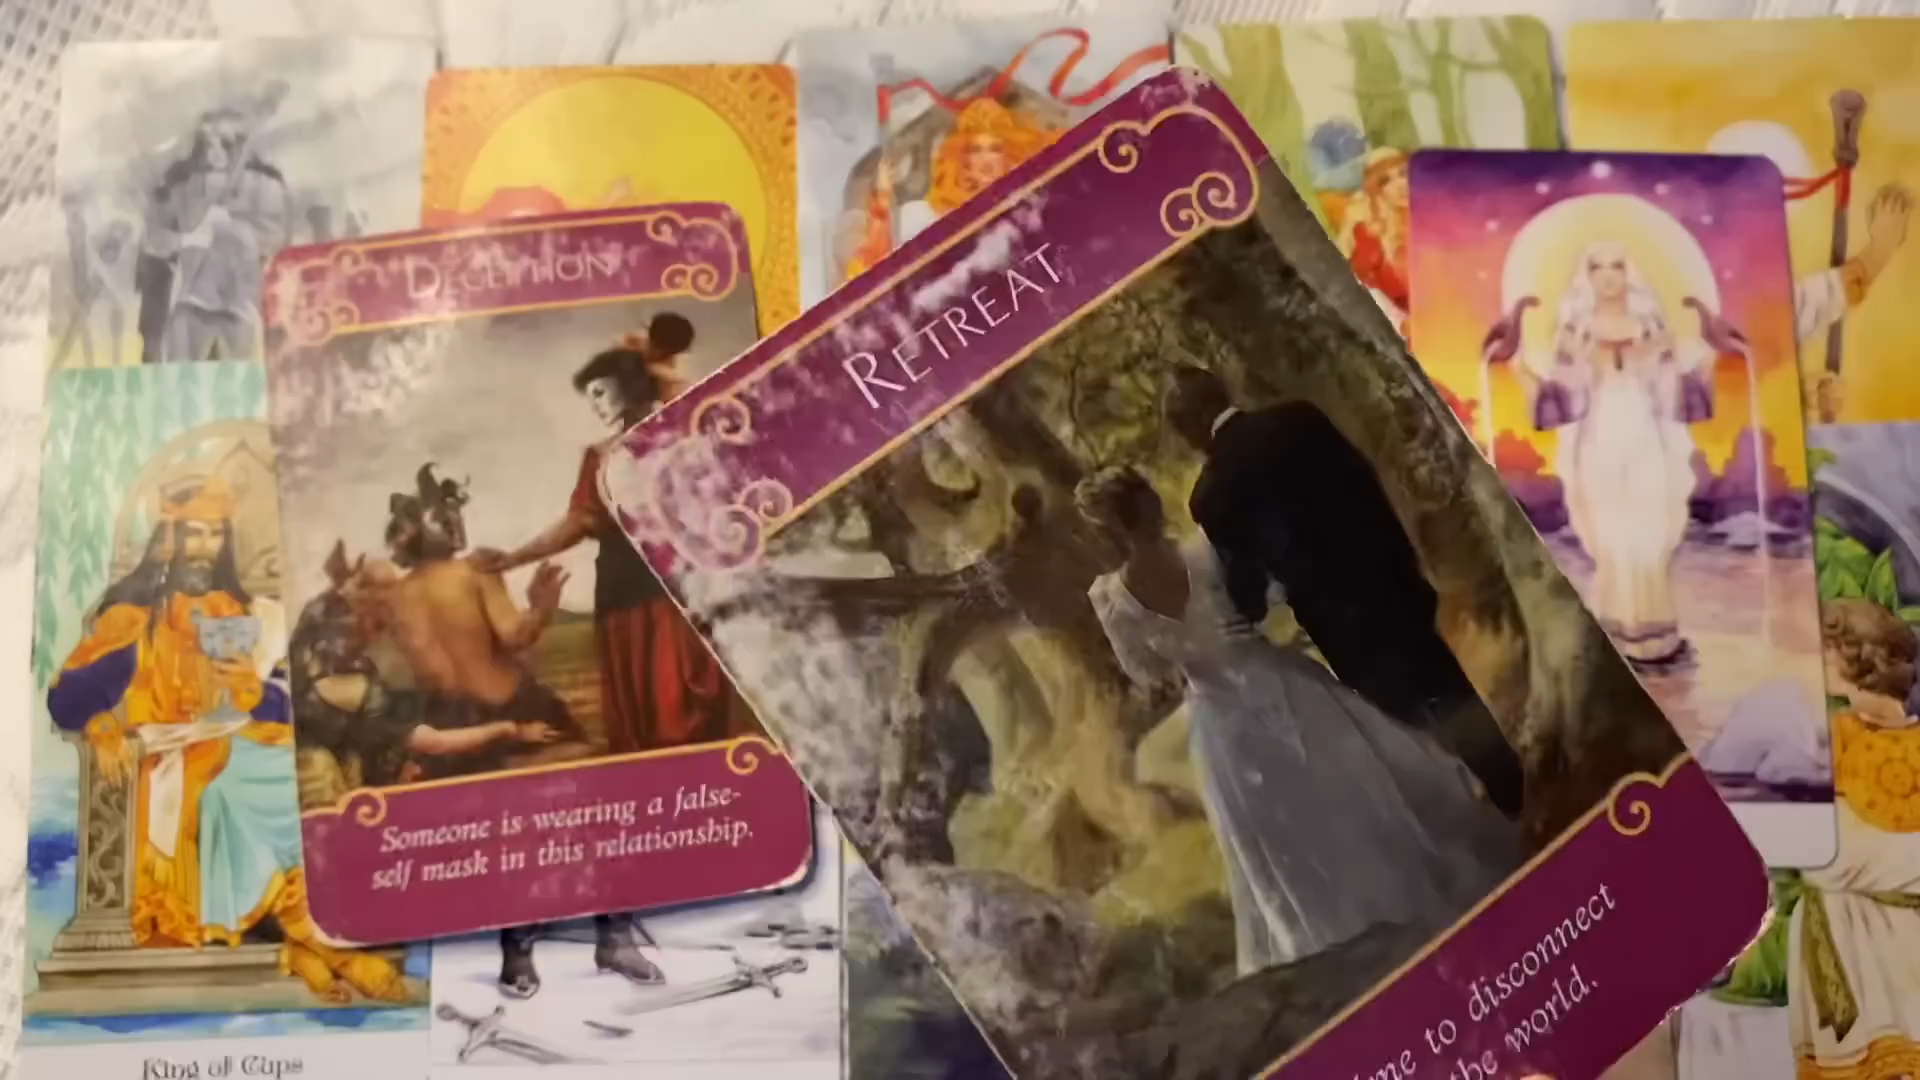 DECEPTION
Someone is wearing a false-
self mask in this relationship.
RETREAT
to disconnect
the world.
King of Cups